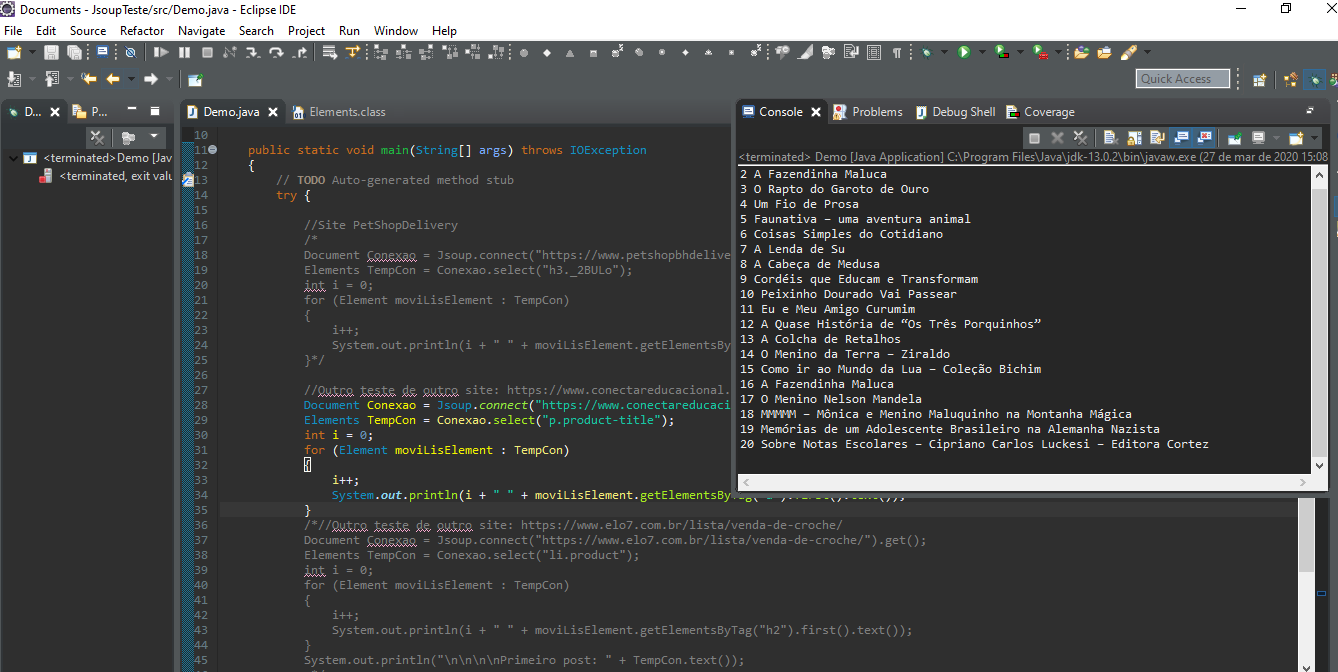 Documents - JsoupTeste/src/Demo.java - Eclipse IDE
File Edit Source Refactor Navigate Search Project Run Window Help
Quick Access
D... P...
<terminated>Demo [Jav
<terminated, exit valu
Demo.java Elements.class
10
11 public static void main(String[] args) throws IOException
12 {
13 // TODO Auto-generated method stub
14 try {
15
16 //Site PetShopDelivery
17 /*
18 Document Conexao = Jsoup.connect("https://www.petshopbhdelive
19 Elements TempCon = Conexao.select("h3._2BULo");
20 int i = 0;
21 for (Element moviLisElement : TempCon)
22 {
23 i++;
24 System.out.println(i + " " + moviLisElement.getElementsBy
25 }*/
26
27 //Outro teste de outro site: https://www.conectareducacional.
28 Document Conexao = Jsoup.connect("https://www.conectareducaci
29 Elements TempCon = Conexao.select("p.product-title");
30 int i = 0;
31 for (Element moviLisElement : TempCon)
32 {
33 i++;
34 System.out.println(i + " " + moviLisElement.getElementsByTag(
35 }
36 /*//Outro teste de outro site: https://www.elo7.com.br/lista/venda-de-croche/
37 Document Conexao = Jsoup.connect("https://www.elo7.com.br/lista/venda-de-croche/").get();
38 Elements TempCon = Conexao.select("li.product");
39 int i = 0;
40 for (Element moviLisElement : TempCon)
41 {
42 i++;
43 System.out.println(i + " " + moviLisElement.getElementsByTag("h2").first().text());
44 }
45 System.out.println("\n\n\n\nPrimeiro post: " + TempCon.text());
Console Problems Debug Shell Coverage
<terminated> Demo [Java Application] C:\Program Files\Java\jdk-13.0.2\bin\javaw.exe (27 de mar de 2020 15:08
2 A Fazendinha Maluca
3 O Rapto do Garoto de Ouro
4 Um Fio de Prosa
5 Faunativa – uma aventura animal
6 Coisas Simples do Cotidiano
7 A Lenda de Su
8 A Cabeça de Medusa
9 Cordéis que Educam e Transformam
10 Peixinho Dourado Vai Passear
11 Eu e Meu Amigo Curumim
12 A Quase História de “Os Três Porquinhos”
13 A Colcha de Retalhos
14 O Menino da Terra – Ziraldo
15 Como ir ao Mundo da Lua – Coleção Bichim
16 A Fazendinha Maluca
17 O Menino Nelson Mandela
18 MMMMM – Mônica e Menino Maluquinho na Montanha Mágica
19 Memórias de um Adolescente Brasileiro na Alemanha Nazista
20 Sobre Notas Escolares – Cipriano Carlos Luckesi – Editora Cortez